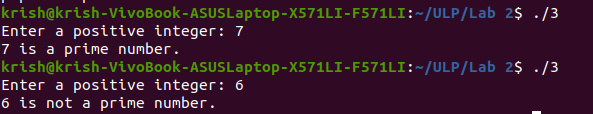 krish@krish-VivoBook-ASUSLaptop-X571LI-F571LI:~/ULP/Lab 2$ ./3
Enter a positive integer: 7
7 is a prime number.
krish@krish-VivoBook-ASUSLaptop-X571LI-F571LI:~/ULP/Lab 2$ ./3
Enter a positive integer: 6
6 is not a prime number.